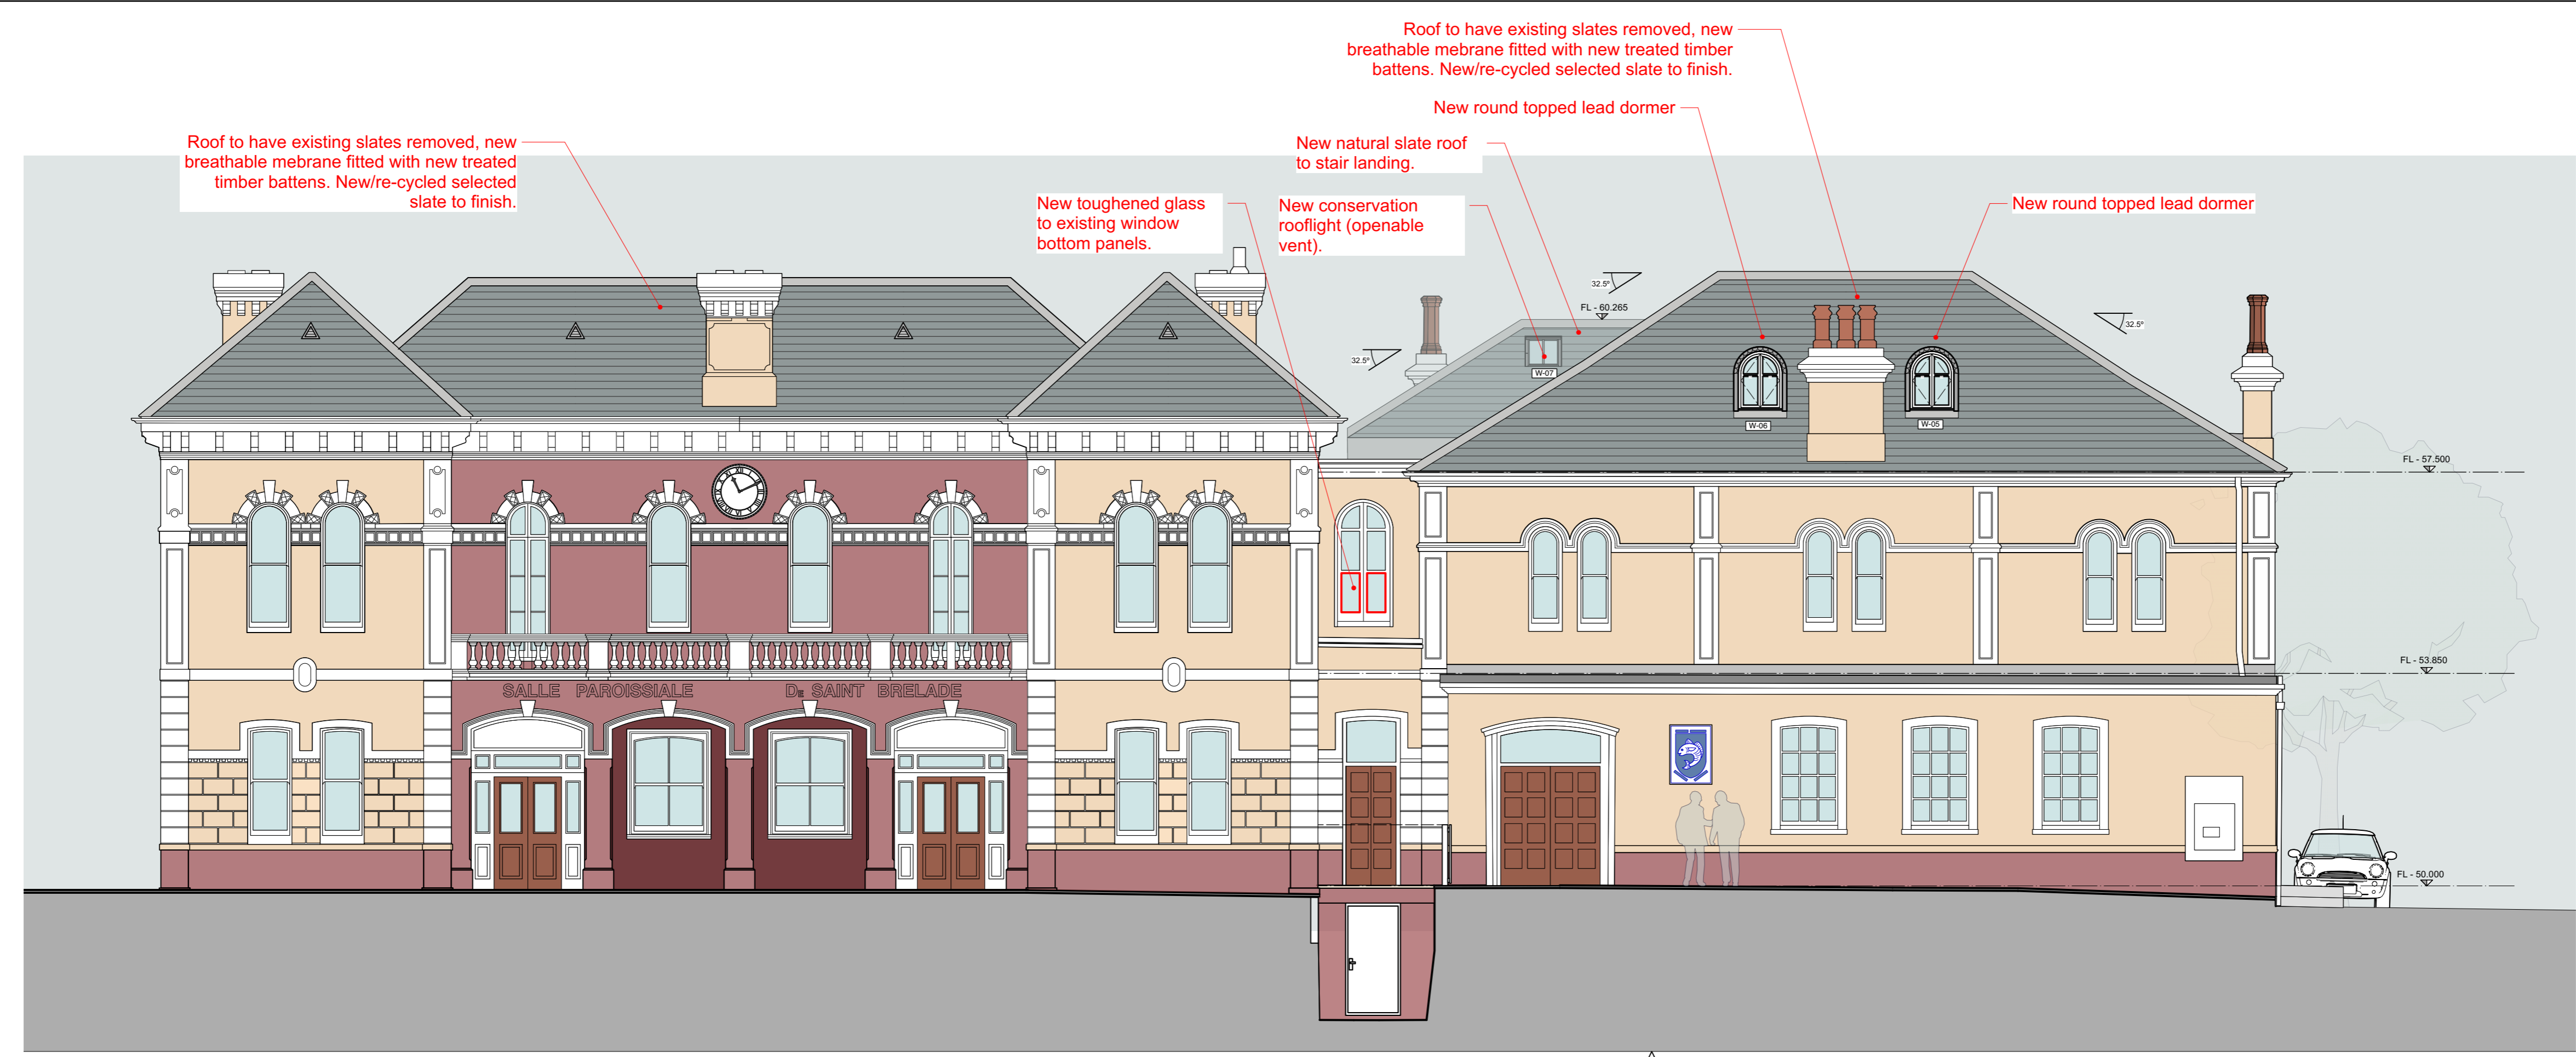 Roof to have existing slates removed, new
breathable mebrane fitted with new treated timber
battens. New/re-cycled selected slate to finish.
New round topped lead dormer
Roof to have existing slates removed, new
breathable mebrane fitted with new treated
timber battens. New/re-cycled selected
slate to finish.
New natural slate roof
to stair landing.
New toughened glass
to existing window
bottom panels.
New conservation
rooflight (openable
vent).
New round topped lead dormer
32.5°
FL - 60.265
32.5°
32.5°
W-07
W-06
W-05
FL - 57.500
XII
FL - 53.850
SALLE PAROISSIALE DE SAINT BRELADE
FL - 50.000